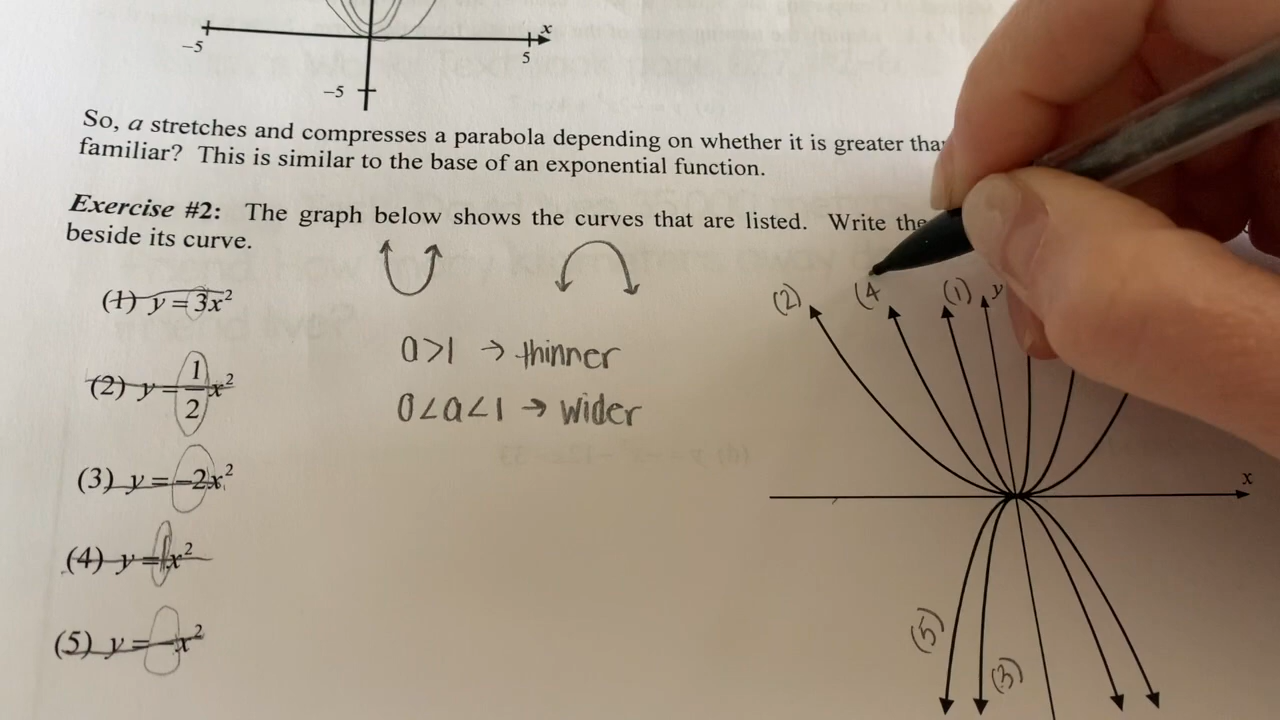 x
-5
5
-5
So, a stretches and compresses a parabola depending on whether it is greater
familiar? This is similar to the base of an exponential function.
Exercise #2: The graph below shows the curves that are listed. Write the
beside its curve.
(1) y = 3x²
(2) y = 1/2 x²
(3) y = -2x²
(4) y = 1x²
(5) y = -x²
a>1 → thinner
0<a<1 → wider
(2) (4 (1) y
x
(5)
(3)